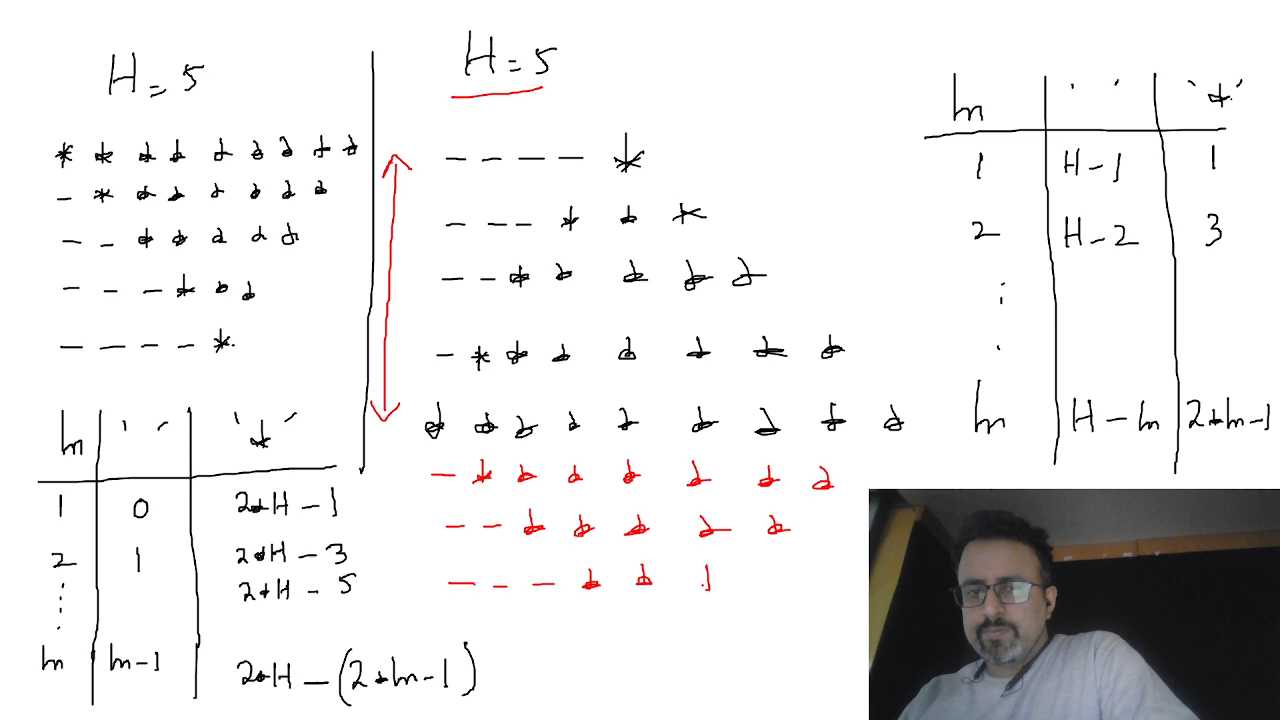 H = 5
* * * * * * * * *
- * * * * * * *
- - * * * * *
- - - * * *
- - - - *
n ' ' '*'
1 0 2*H - 1
2 1 2*H - 3
2*H - 5
n n-1 2*H - (2*n-1)
H = 5
- - - - *
- - - * * *
- - * * * * *
- * * * * * * *
* * * * * * * * *
- * * * * * * *
- - * * * * *
- - - * *
n ' ' '*'
1 H-1 1
2 H-2 3
n H-n 2*n-1